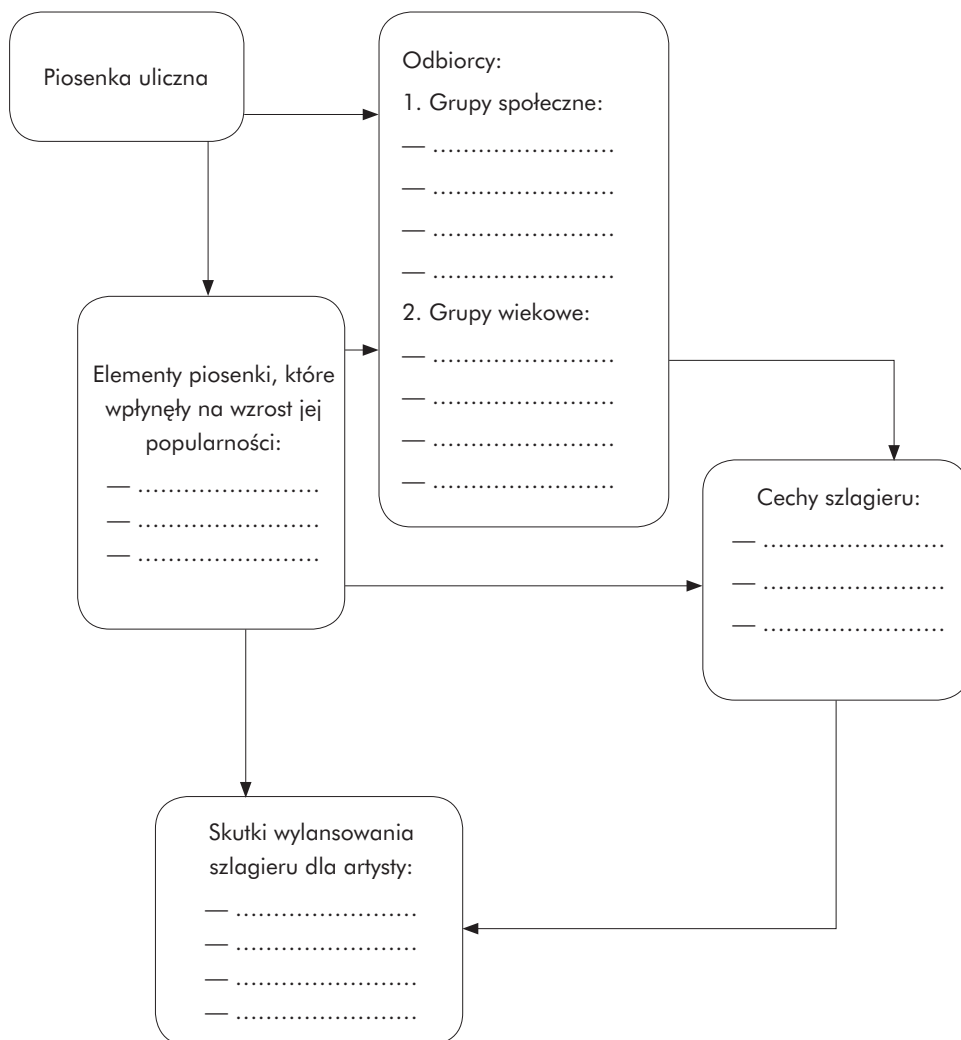 Piosenka uliczna
Odbiorcy:
1. Grupy społeczne:
— ........................
— ........................
— ........................
— ........................
2. Grupy wiekowe:
— ........................
— ........................
— ........................
— ........................
Elementy piosenki, które
wpłynęły na wzrost jej
popularności:
— ........................
— ........................
— ........................
Cechy szlagieru:
— ........................
— ........................
— ........................
Skutki wylansowania
szlagieru dla artysty:
— ........................
— ........................
— ........................
— ........................